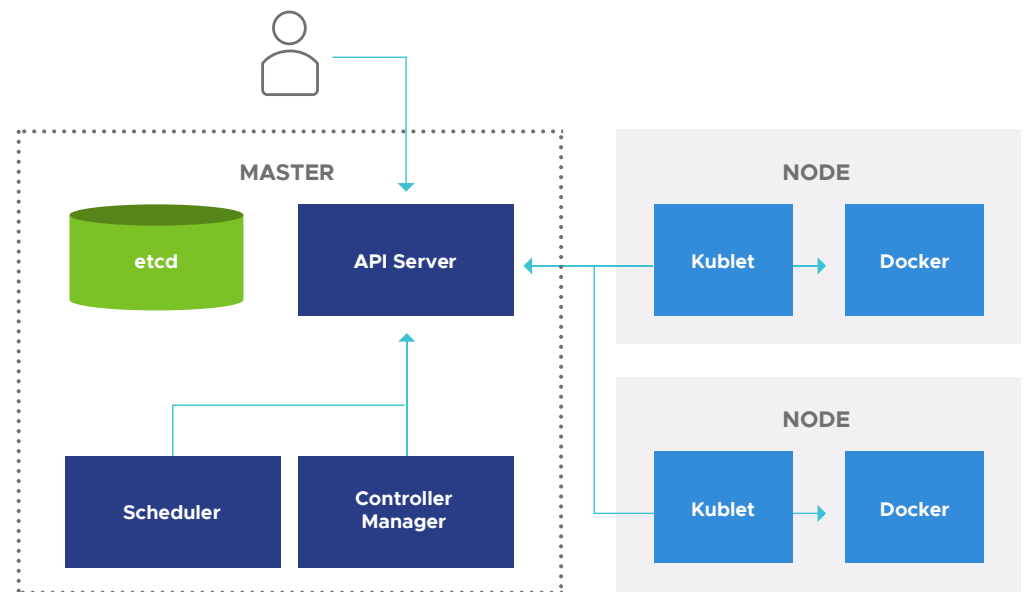 MASTER
etcd
API Server
Scheduler
Controller
Manager
NODE
Kublet
Docker
NODE
Kublet
Docker